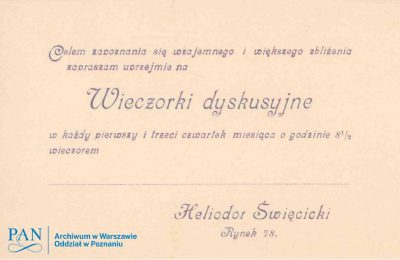 Celem zapoznania się wzajemnego i większego zbliżenia
zapraszam uprzejmie na
Wieczorki dyskusyjne
w każdy pierwszy i trzeci czwartek miesiąca o godzinie 8½
wieczorem
Heliodor Święcicki
Rynek 78.
PAN
Archiwum w Warszawie
Oddział w Poznaniu